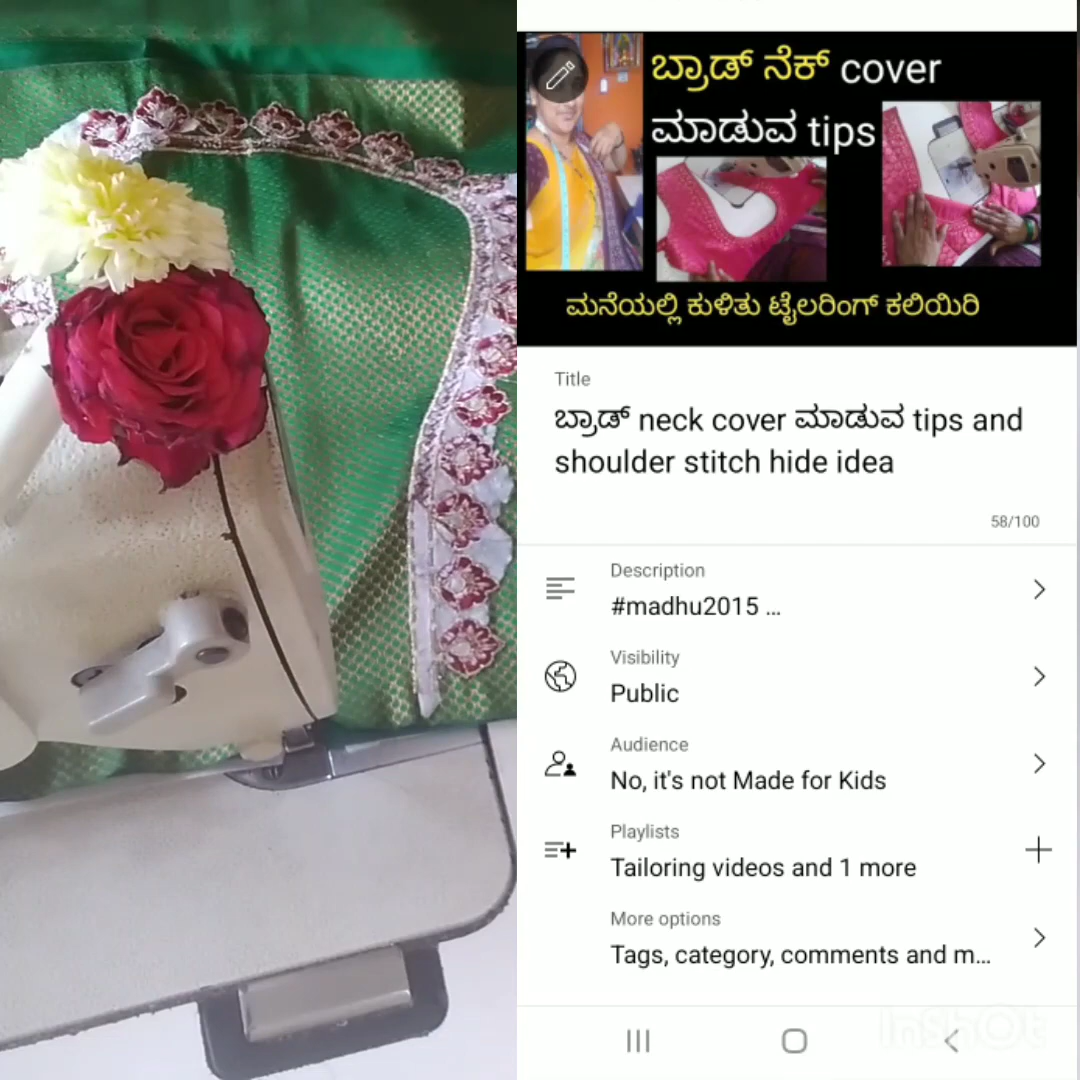 ಬ್ರಾಡ್ ನೆಕ್ cover
ಮಾಡುವ tips
ಮನೆಯಲ್ಲಿ ಕುಳಿತು ಟೈಲರಿಂಗ್ ಕಲಿಯಿರಿ
Title
ಬ್ರಾಡ್ neck cover ಮಾಡುವ tips and
shoulder stitch hide idea
58/100
Description
#madhu2015 ...
Visibility
Public
Audience
No, it's not Made for Kids
Playlists
Tailoring videos and 1 more
More options
Tags, category, comments and m...
InShOt